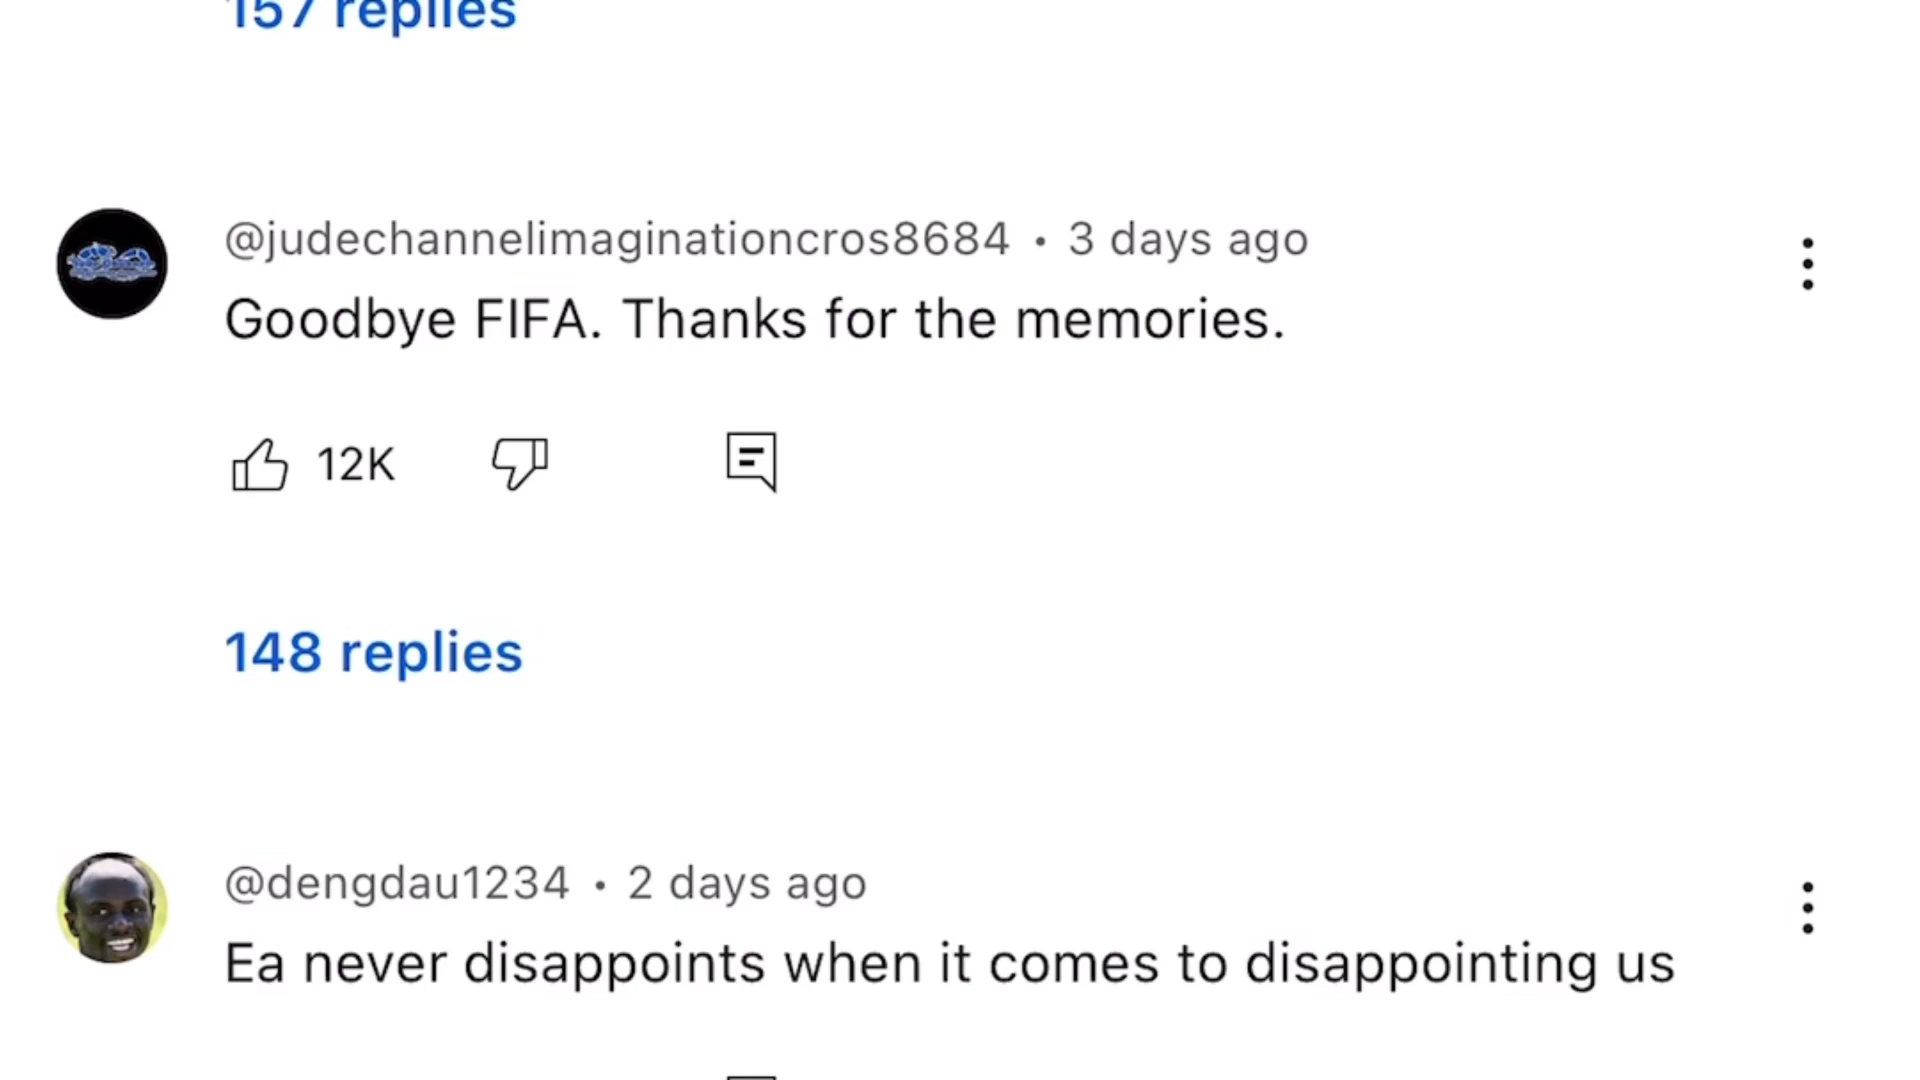 157 replies
@judechannelimaginationcros8684 • 3 days ago
Goodbye FIFA. Thanks for the memories.
12K
148 replies
@dengdau1234 • 2 days ago
Ea never disappoints when it comes to disappointing us